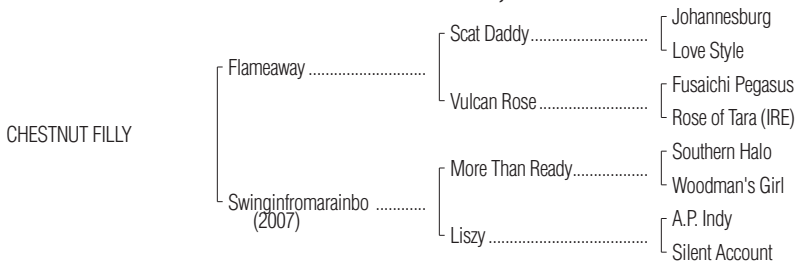 Johannesburg
Scat Daddy
Love Style
Flameaway
Fusaichi Pegasus
Vulcan Rose
Rose of Tara (IRE)
CHESTNUT FILLY
Southern Halo
More Than Ready
Woodman's Girl
Swinginfromarainbo
(2007)
A.P. Indy
Liszy
Silent Account